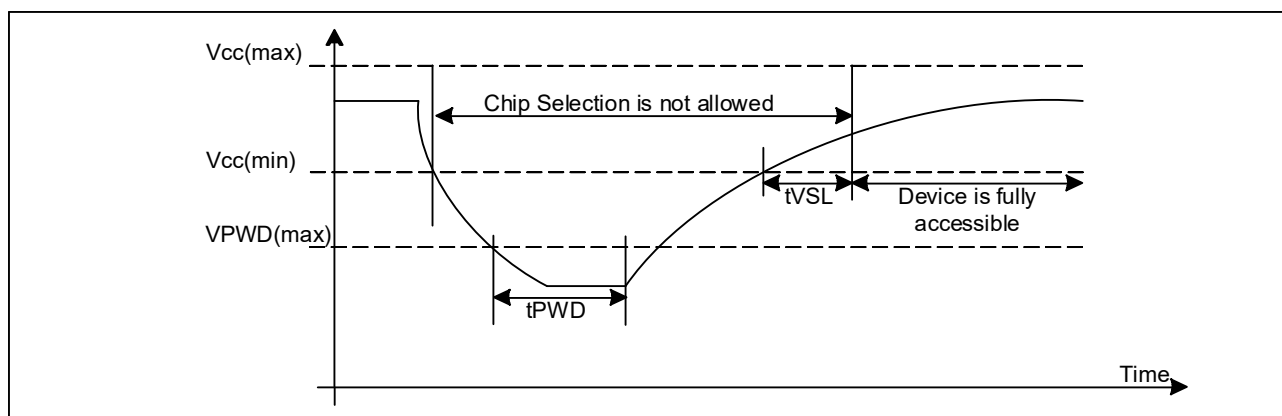 Vcc(max)
Chip Selection is not allowed
Vcc(min)
tVSL
Device is fully
accessible
VPWD(max)
tPWD
Time